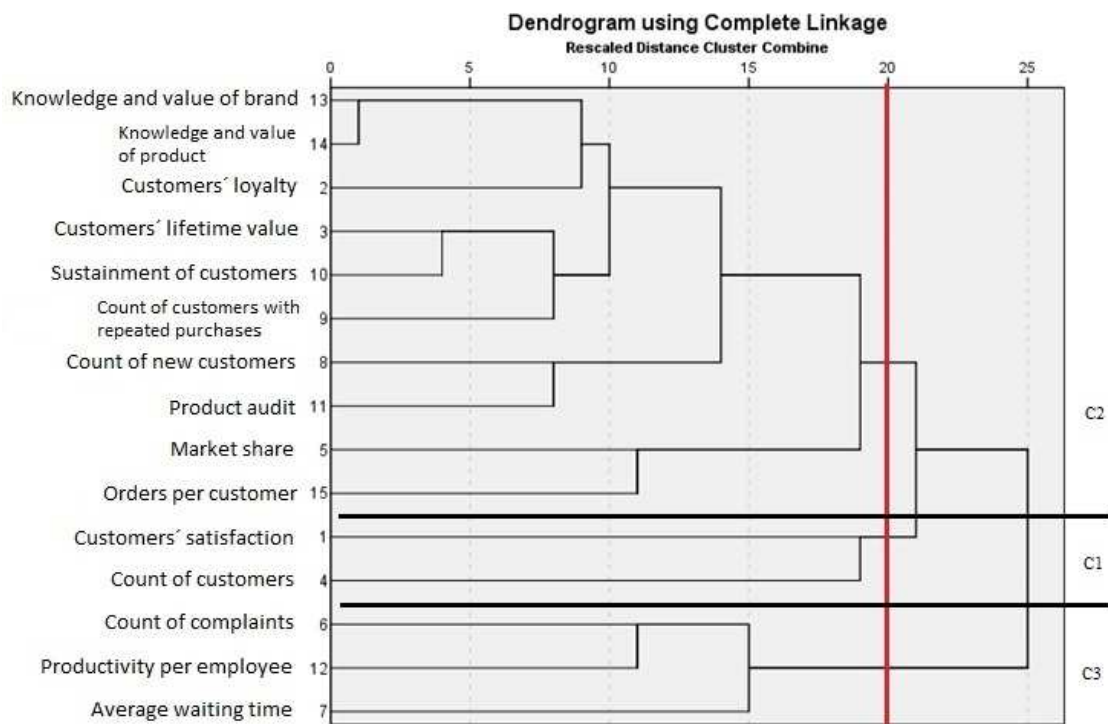 Dendrogram using Complete Linkage
Rescaled Distance Cluster Combine
0 5 10 15 20 25
Knowledge and value of brand 13
Knowledge and value
of product 14
Customers´ loyalty 2
Customers´ lifetime value 3
Sustainment of customers 10
Count of customers with
repeated purchases 9
Count of new customers 8
Product audit 11
C2
Market share 5
Orders per customer 15
Customers´ satisfaction 1
C1
Count of customers 4
Count of complaints 6
Productivity per employee 12
C3
Average waiting time 7